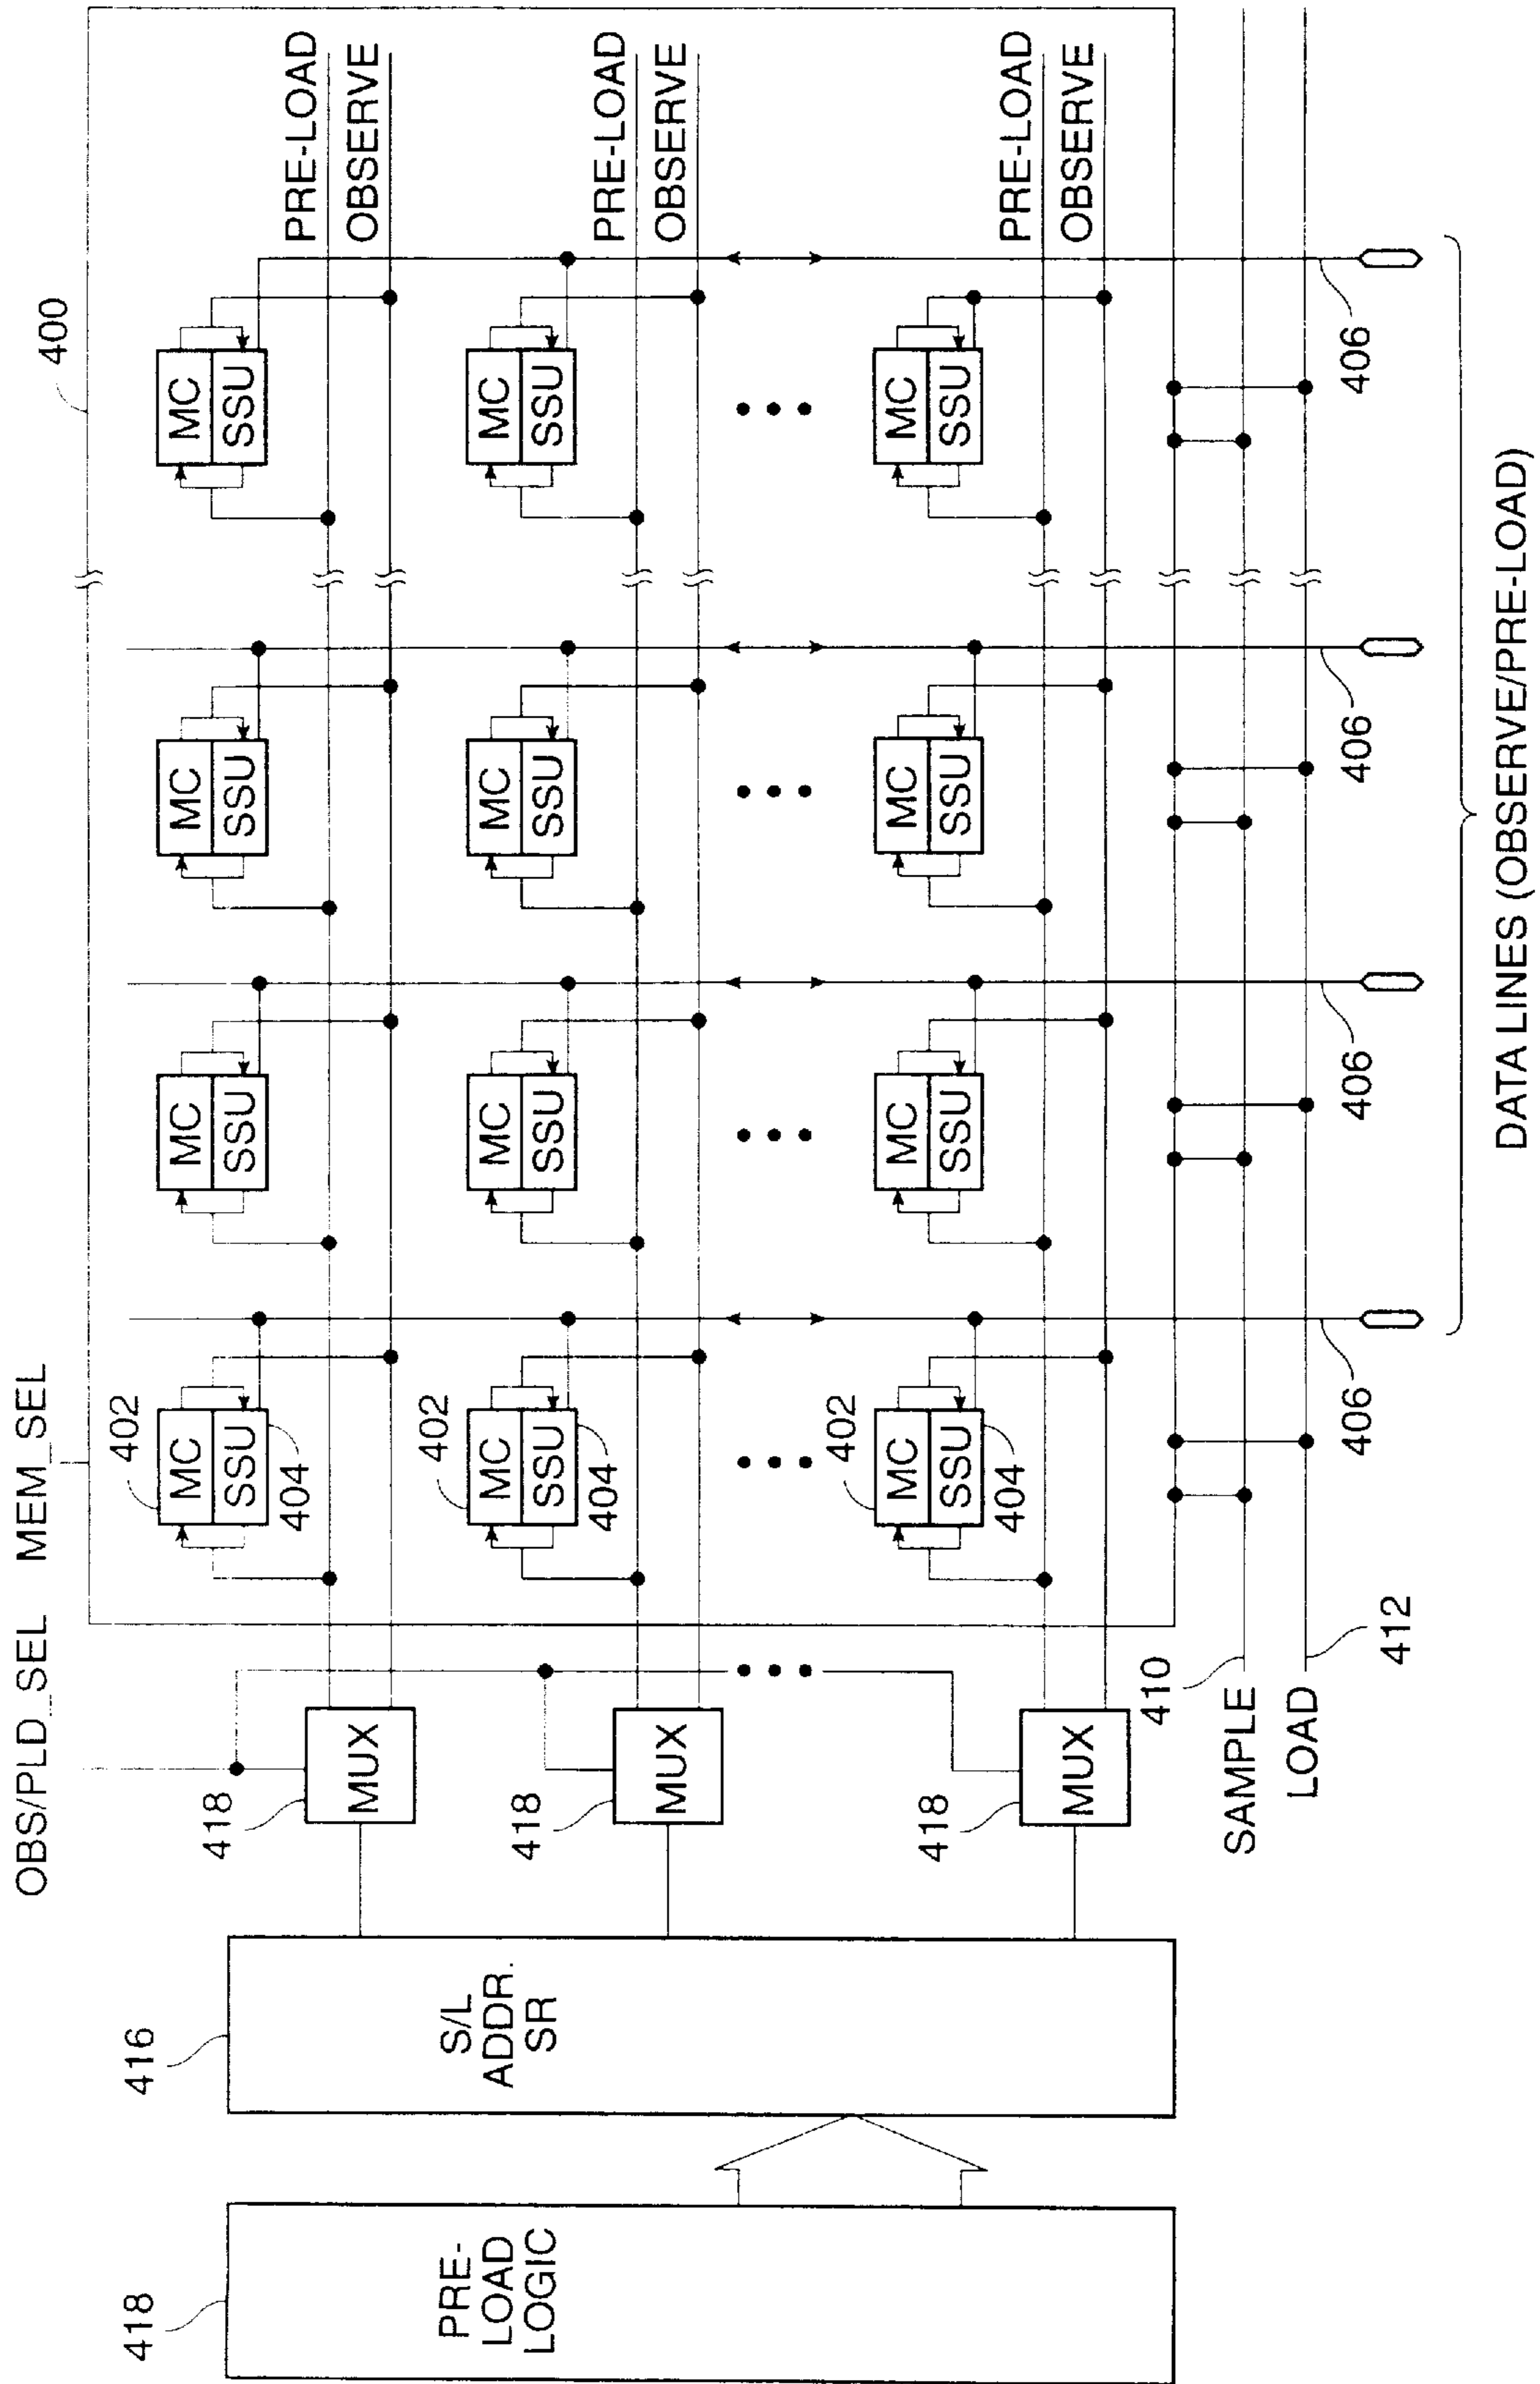 OBS/PLD_SEL MEM_SEL
400
418
PRE-
LOAD
LOGIC
416
S/L
ADDR.
SR
418
MUX
402
MC
SSU
404
MC
SSU
MC
SSU
MC
SSU
PRE-LOAD
OBSERVE
418
MUX
402
MC
SSU
404
MC
SSU
MC
SSU
MC
SSU
PRE-LOAD
OBSERVE
418
MUX
402
MC
SSU
404
MC
SSU
MC
SSU
MC
SSU
PRE-LOAD
OBSERVE
410
SAMPLE
LOAD
412
406
406
406
406
DATA LINES (OBSERVE/PRE-LOAD)